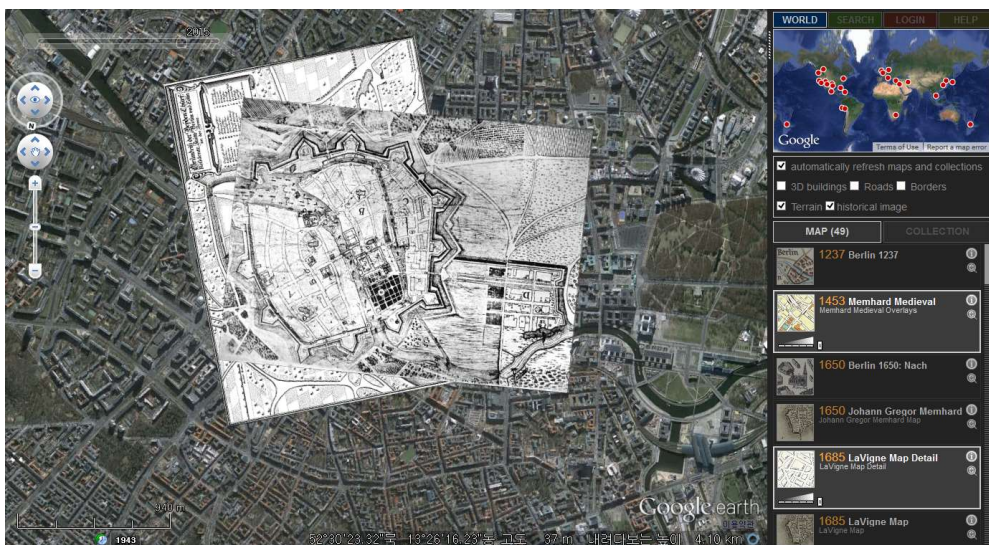 2015
N
940 m
1943
Google earth
52°30'23.32"북 13°26'16.23"동 고도 37 m 내려다보는 높이 4.10 km
WORLD
SEARCH
LOGIN
HELP
Google
Terms of Use
Report a map error
automatically refresh maps and collections
3D buildings Roads Borders
Terrain historical image
MAP (49)
COLLECTION
Berlin
1237 Berlin 1237
1453 Memhard Medieval
Memhard Medieval Overlays
1650 Berlin 1650: Nach
1650 Johann Gregor Memhard
Johann Gregor Memhard Map
1685 LaVigne Map Detail
LaVigne Map Detail
1685 LaVigne Map
LaVigne Map